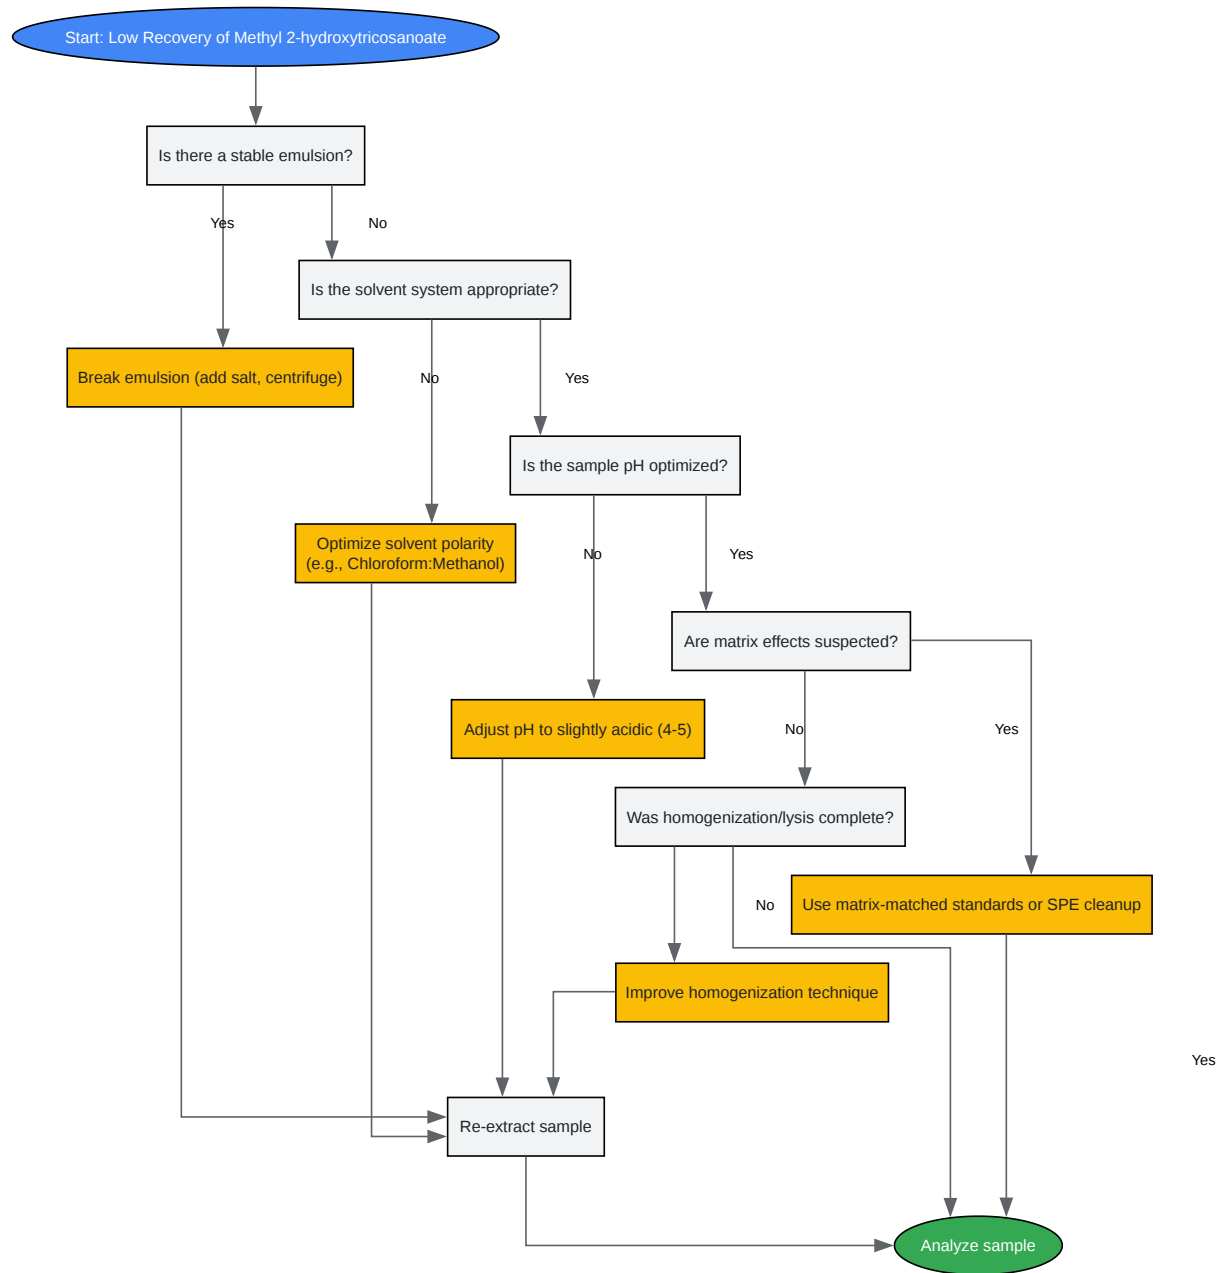 Start: Low Recovery of Methyl 2-hydroxytricosanoate
Is there a stable emulsion?
Yes
No
Is the solvent system appropriate?
Break emulsion (add salt, centrifuge)
No
Yes
Is the sample pH optimized?
Optimize solvent polarity
(e.g., Chloroform:Methanol)
No
Yes
Are matrix effects suspected?
Adjust pH to slightly acidic (4-5)
No
Yes
Was homogenization/lysis complete?
No
Use matrix-matched standards or SPE cleanup
Improve homogenization technique
Yes
Re-extract sample
Analyze sample